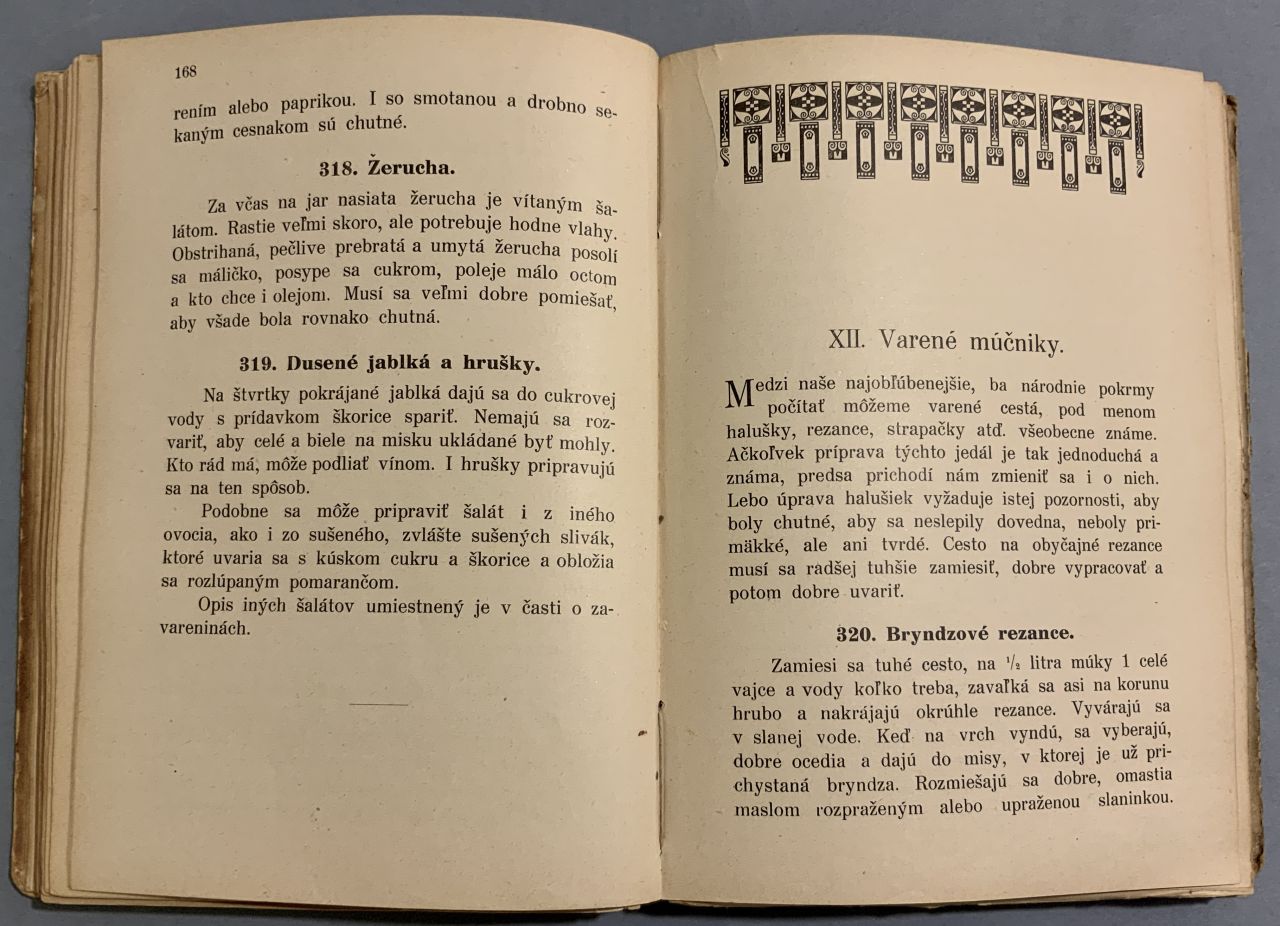 168
rením alebo paprikou. I so smotanou a drobno se-
kaným cesnakom sú chutné.
318. Žerucha.
Za včas na jar nasiata žerucha je vítaným ša-
látom. Rastie veľmi skoro, ale potrebuje hodne vlahy.
Obstrihaná, pečlive prebratá a umytá žerucha posolí
sa máličko, posype sa cukrom, poleje málo octom
a kto chce i olejom. Musí sa veľmi dobre pomiešať,
aby všade bola rovnako chutná.
319. Dusené jablká a hrušky.
Na štvrtky pokrájané jablká dajú sa do cukrovej
vody s prídavkom škorice spariť. Nemajú sa roz-
variť, aby celé a biele na misku ukládané byť mohly.
Kto rád má, môže podliať vínom. I hrušky pripravujú
sa na ten spôsob.
Podobne sa môže pripraviť šalát i z iného
ovocia, ako i zo sušeného, zvlášte sušených slivák,
ktoré uvaria sa s kúskom cukru a škorice a obložia
sa rozlúpaným pomarančom.
Opis iných šalátov umiestnený je v časti o za-
vareninách.
XII. Varené múčniky.
Medzi naše najobľúbenejšie, ba národnie pokrmy
počítať môžeme varené cestá, pod menom
halušky, rezance, strapačky atď. všeobecne známe.
Ačkoľvek príprava týchto jedál je tak jednoduchá a
známa, predsa prichodí nám zmieniť sa i o nich.
Lebo úprava halušiek vyžaduje istej pozornosti, aby
boly chutné, aby sa neslepily dovedna, neboly pri-
mäkké, ale ani tvrdé. Cesto na obyčajné rezance
musí sa radšej tuhšie zamiesiť, dobre vypracovať a
potom dobre uvariť.
320. Bryndzové rezance.
Zamiesi sa tuhé cesto, na ½ litra múky 1 celé
vajce a vody koľko treba, zavaľká sa asi na korunu
hrubo a nakrájajú okrúhle rezance. Vyvárajú sa
v slanej vode. Keď na vrch vyndú, sa vyberajú,
dobre ocedia a dajú do misy, v ktorej je už pri-
chystaná bryndza. Rozmiešajú sa dobre, omastia
maslom rozpraženým alebo upraženou slaninkou.